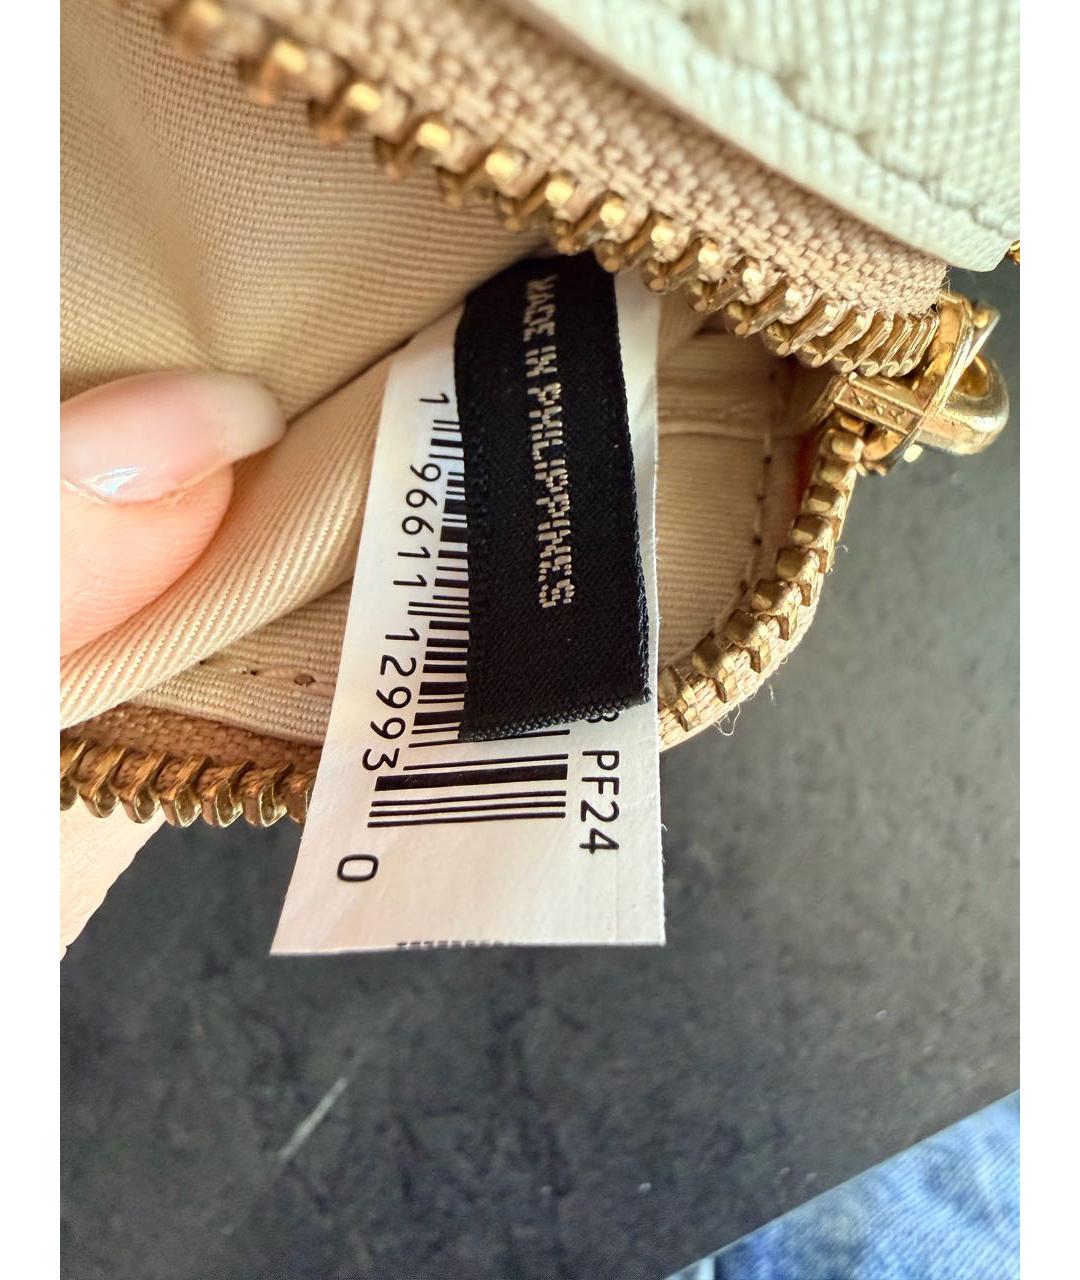 MADE IN PHILIPPINES
PF24
1 96611 12993 0